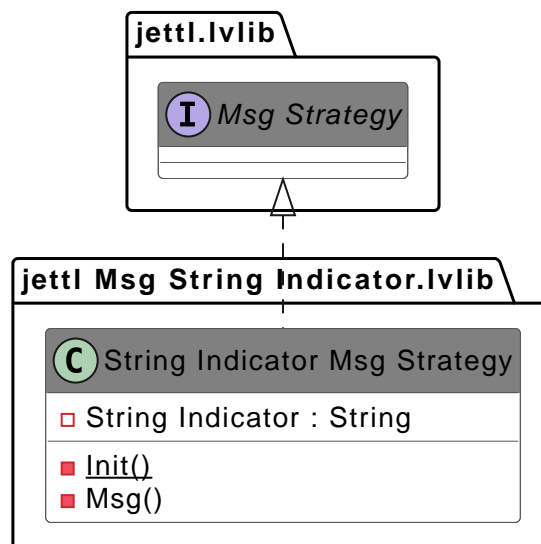 jettl.lvlib
I Msg Strategy
jettl Msg String Indicator.lvlib
C String Indicator Msg Strategy
String Indicator : String
Init()
Msg()